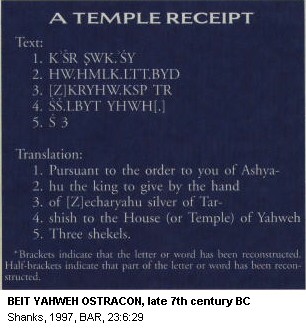 A TEMPLE RECEIPT
Text:
1. K ̕ŠR ṢWK. ̕ŠY
2. HW.HMLK.LTT.BYD
3. [Z]KRYHW.KSP TR
4. ŠŠ.LBYT YHWH[.]
5. Š 3
Translation:
1. Pursuant to the order to you of Ashya-
2. hu the king to give by the hand
3. of [Z]echaryahu silver of Tar-
4. shish to the House (or Temple) of Yahweh
5. Three shekels.
*Brackets indicate that the letter or word has been reconstructed.
Half-brackets indicate that part of the letter or word has been recon-
structed.
BEIT YAHWEH OSTRACON, late 7th century BC
Shanks, 1997, BAR, 23:6:29